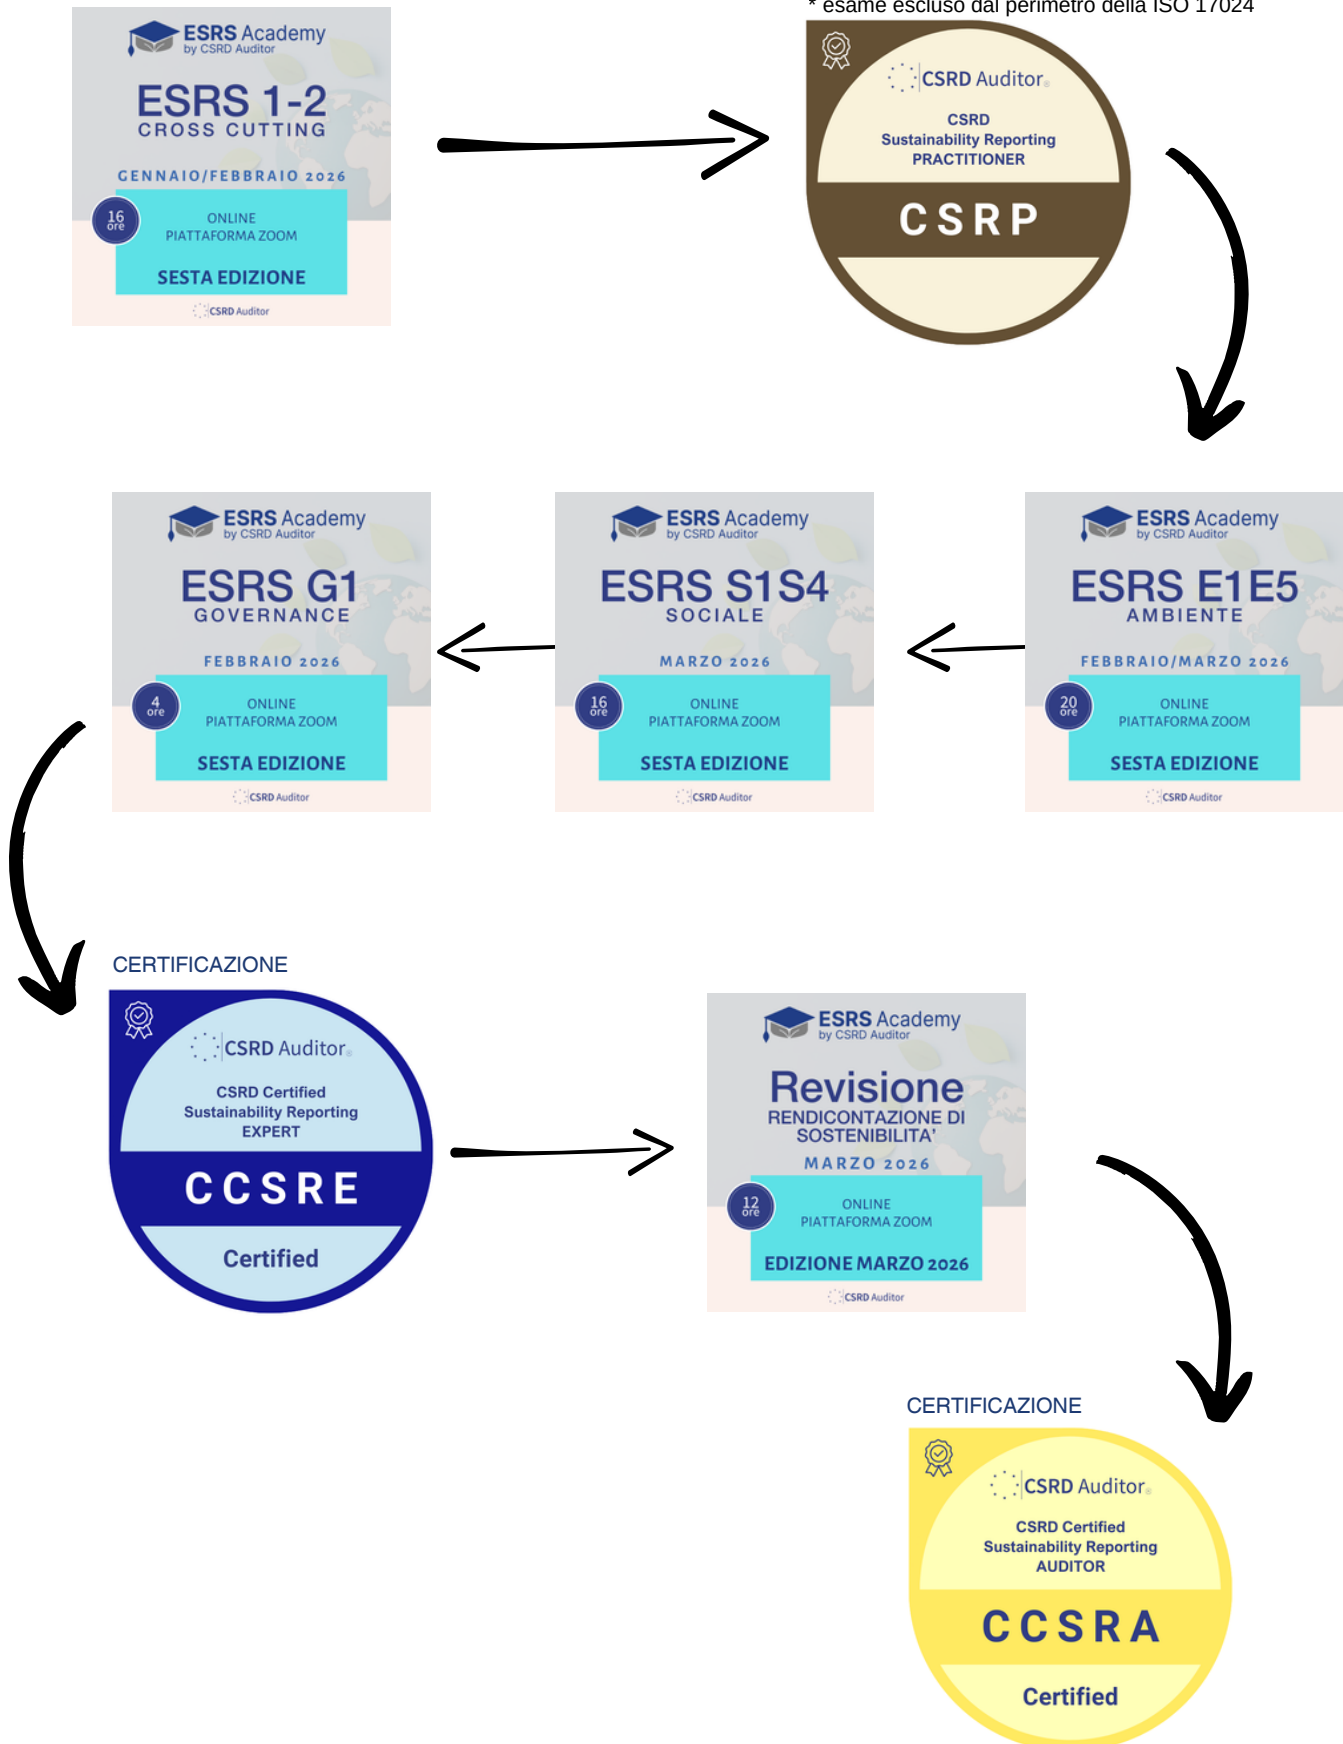 * esame escluso dal perimetro della ISO 17024
ESRS Academy
by CSRD Auditor
ESRS 1-2
CROSS CUTTING
GENNAIO/FEBBRAIO 2026
16
ore
ONLINE
PIATTAFORMA ZOOM
SESTA EDIZIONE
CSRD Auditor
CSRD Auditor®
CSRD
Sustainability Reporting
PRACTITIONER
CSRP
ESRS Academy
by CSRD Auditor
ESRS G1
GOVERNANCE
FEBBRAIO 2026
4
ore
ONLINE
PIATTAFORMA ZOOM
SESTA EDIZIONE
CSRD Auditor
ESRS Academy
by CSRD Auditor
ESRS S1S4
SOCIALE
MARZO 2026
16
ore
ONLINE
PIATTAFORMA ZOOM
SESTA EDIZIONE
CSRD Auditor
ESRS Academy
by CSRD Auditor
ESRS E1E5
AMBIENTE
FEBBRAIO/MARZO 2026
20
ore
ONLINE
PIATTAFORMA ZOOM
SESTA EDIZIONE
CSRD Auditor
CERTIFICAZIONE
CSRD Auditor®
CSRD Certified
Sustainability Reporting
EXPERT
CCSRE
Certified
ESRS Academy
by CSRD Auditor
Revisione
RENDICONTAZIONE DI
SOSTENIBILITA'
MARZO 2026
12
ore
ONLINE
PIATTAFORMA ZOOM
EDIZIONE MARZO 2026
CSRD Auditor
CERTIFICAZIONE
CSRD Auditor®
CSRD Certified
Sustainability Reporting
AUDITOR
CCSRA
Certified